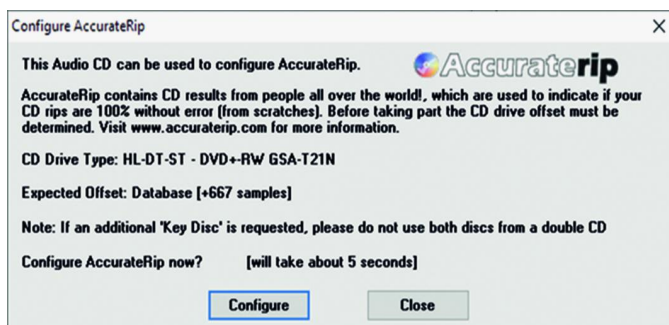 Configure AccurateRip
This Audio CD can be used to configure AccurateRip.
Accuraterip
AccurateRip contains CD results from people all over the world!, which are used to indicate if your
CD rips are 100% without error (from scratches). Before taking part the CD drive offset must be
determined. Visit www.accuraterip.com for more information.
CD Drive Type: HL-DT-ST - DVD+-RW GSA-T21N
Expected Offset: Database [+667 samples]
Note: If an additional 'Key Disc' is requested, please do not use both discs from a double CD
Configure AccurateRip now? [will take about 5 seconds]
Configure Close